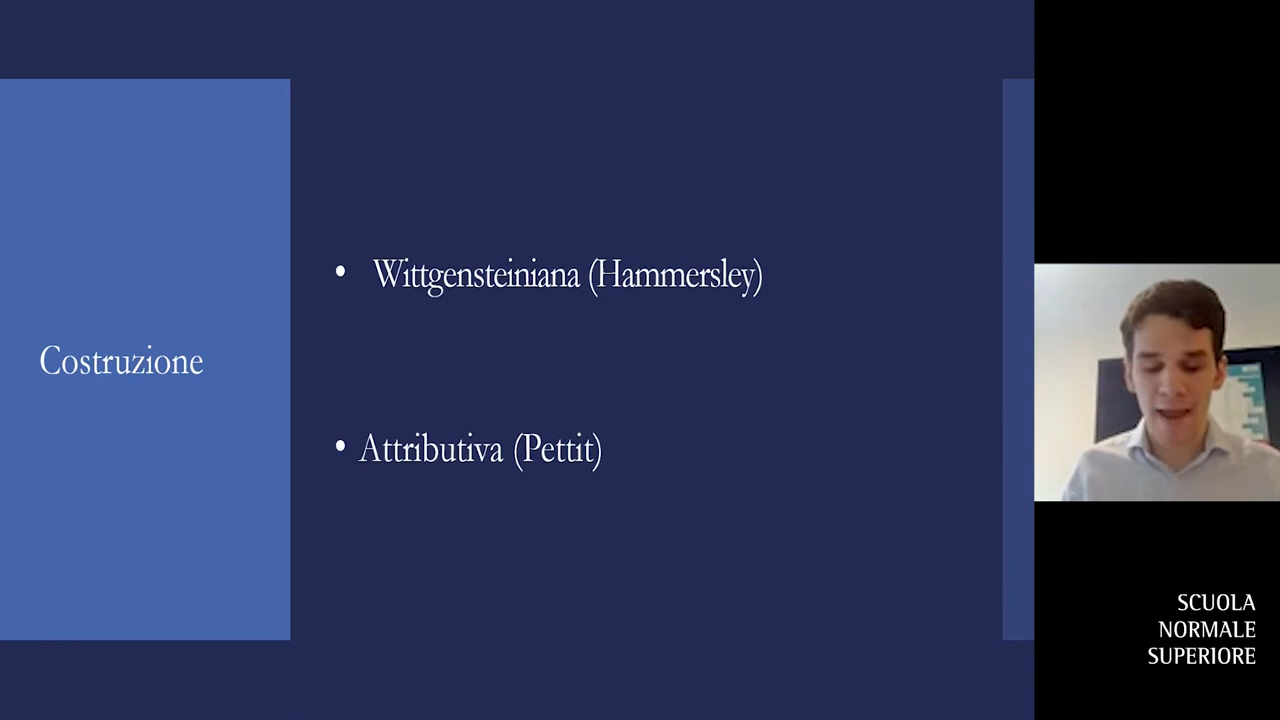 Costruzione
• Wittgensteiniana (Hammersley)
• Attributiva (Pettit)
SCUOLA
NORMALE
SUPERIORE